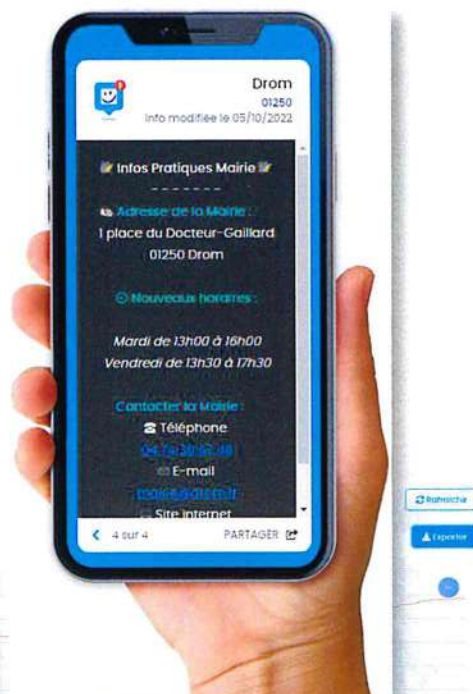 Drom
01250
Info modifiée le 05/10/2022
Infos Pratiques Mairie
- - - - - - -
Adresse de la Mairie :
1 place du Docteur-Gaillard
01250 Drom
Nouveaux horaires :
Mardi de 13h00 à 16h00
Vendredi de 13h30 à 17h30
Contacter la Mairie :
Téléphone
E-mail
Site Internet
4 sur 4
PARTAGER
Rafraichir
Exporter